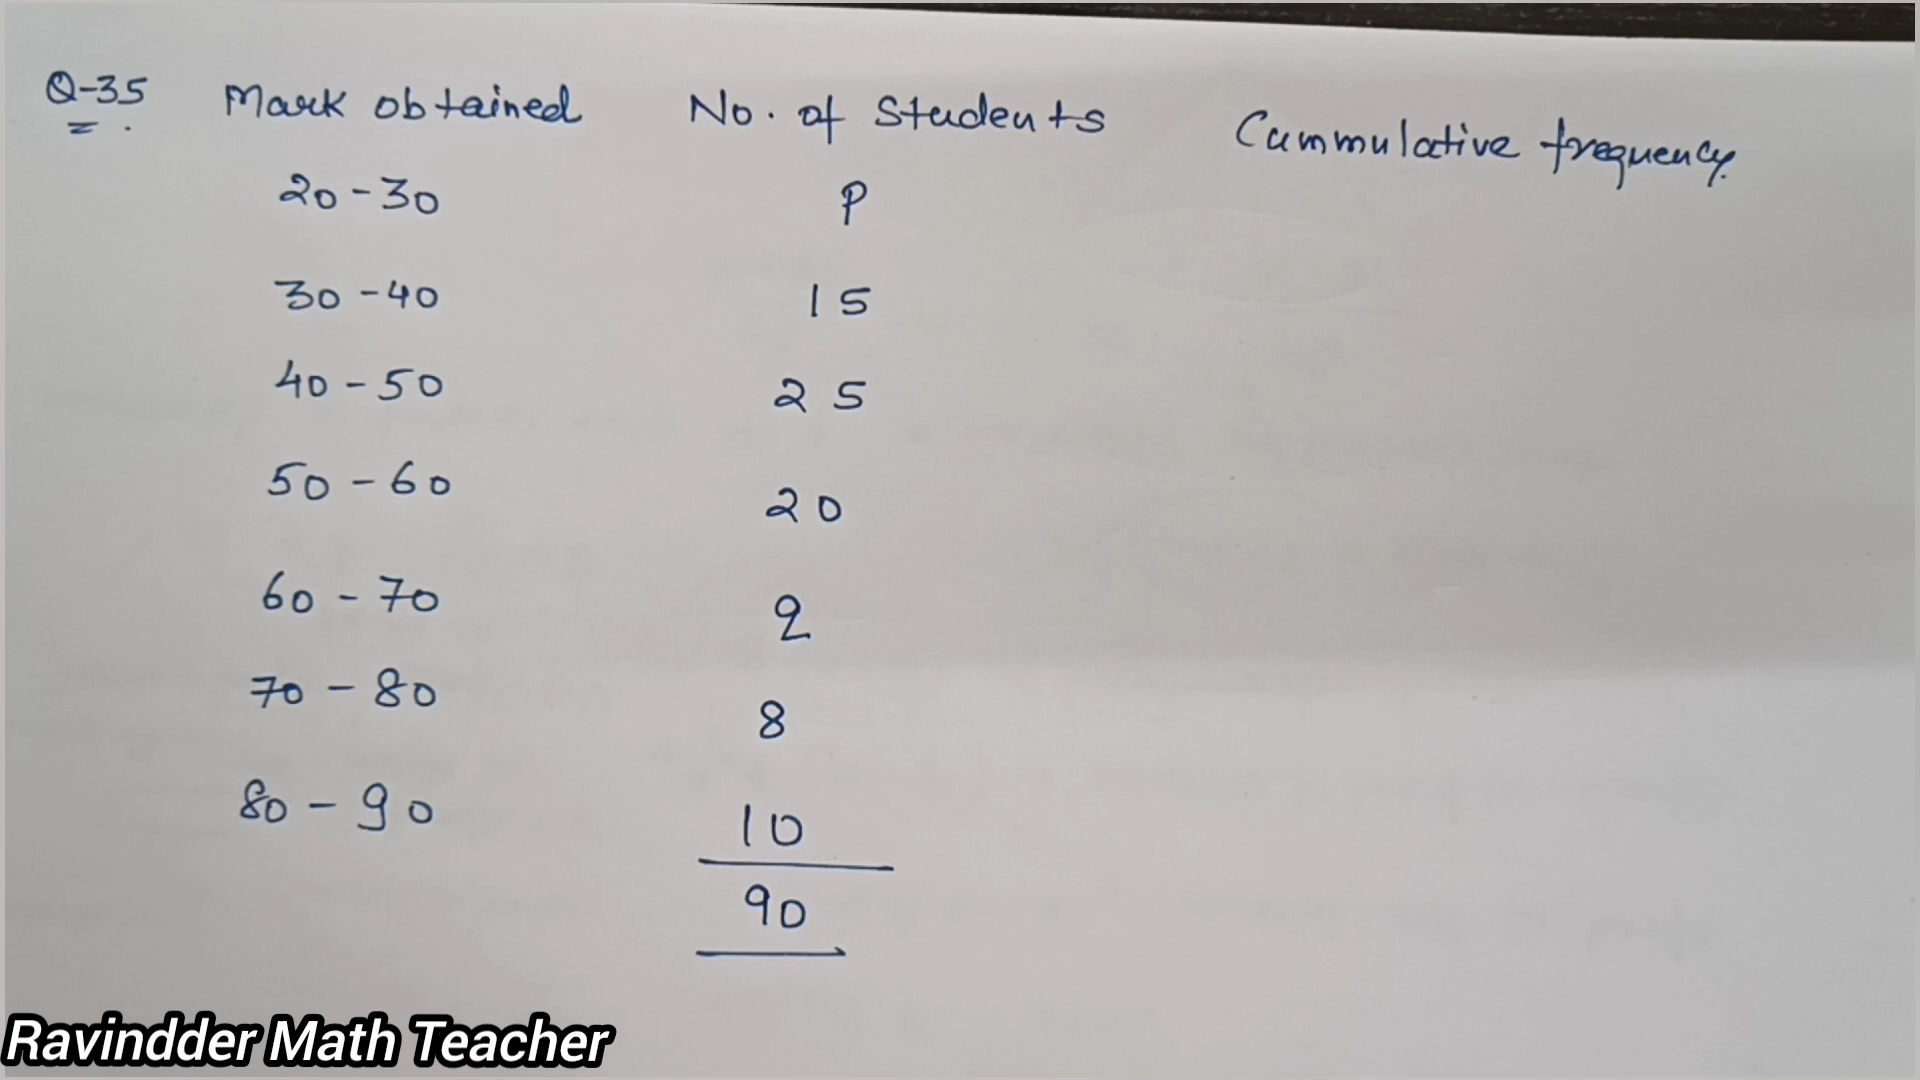 Q-35 Mark obtained No. of Students Cummulative frequency.
20-30 P
30-40 15
40-50 25
50-60 20
60-70 q
70-80 8
80-90 10
90
Ravindder Math Teacher